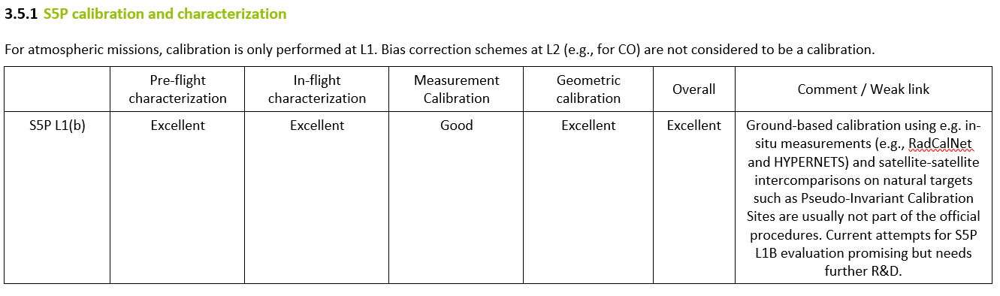 3.5.1 S5P calibration and characterization
For atmospheric missions, calibration is only performed at L1. Bias correction schemes at L2 (e.g., for CO) are not considered to be a calibration.
Pre-flight
characterization
In-flight
characterization
Measurement
Calibration
Geometric
calibration
Overall
Comment / Weak link
S5P L1(b)
Excellent
Excellent
Good
Excellent
Excellent
Ground-based calibration using e.g. in-
situ measurements (e.g., RadCalNet
and HYPERNETS) and satellite-satellite
intercomparisons on natural targets
such as Pseudo-Invariant Calibration
Sites are usually not part of the official
procedures. Current attempts for S5P
L1B evaluation promising but needs
further R&D.